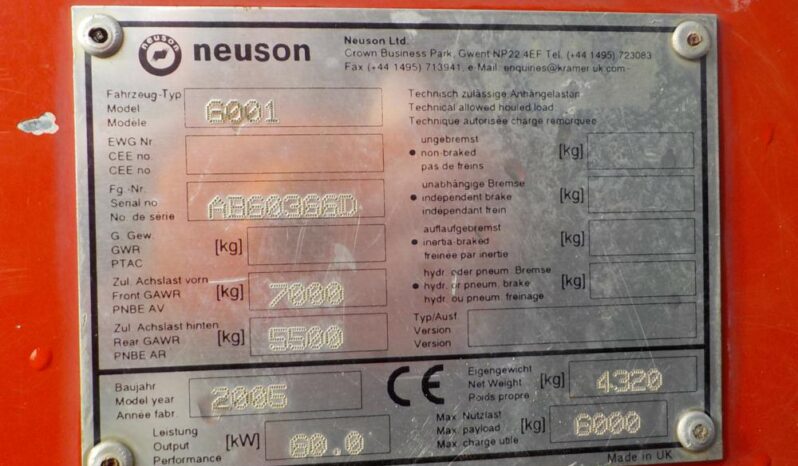 neuson
neuson
Neuson Ltd.
Crown Business Park, Gwent NP22 4EF Tel. (+44 1495) 723083
Fax (+44 1495) 713941, e Mail: enquiries@kramer uk.com
Fahrzeug-Typ
Model
Modele
6001
EWG Nr.
CEE no.
CEE no
Fg.-Nr.
Serial no
No. de série
G. Gew.
GWR
PTAC
[kg]
Zul. Achslast vorn
Front GAWR
PNBE AV
[kg]
7000
Zul. Achslast hinten
Rear GAWR
PNBE AR
[kg]
5500
Technisch zulässige Anhängelasten
Technical allowed houled load
Technique autorisée charge remorquee
ungebremst
non-braked
pas de freins
[kg]
unabhängige Bremse
independent brake
indépendant frein
[kg]
auflaufgebremst
inertia-braked
freinée par inertie
[kg]
hydr. oder pneum. Bremse
hydr. or pneum. brake
hydr. ou pneum. freinage
[kg]
Typ/Ausf.
Version
Version
Baujahr
Model year
Année fabr.
Leistung
Output
Performance
[kW]
60.0
CE
Eigengewicht
Net Weight
Poids propre
[kg]
4320
Max. Nutzlast
Max. payload
Max. charge utile
[kg]
6000
Made in UK